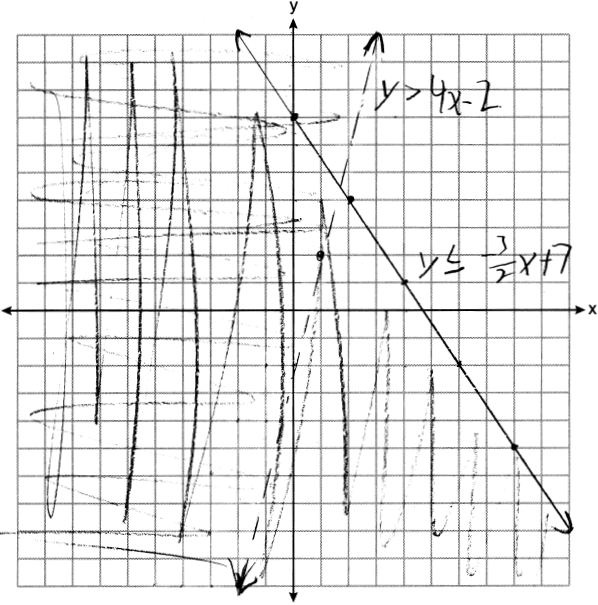 y
y > 4x-2
y ≤ -3/2x+7
x